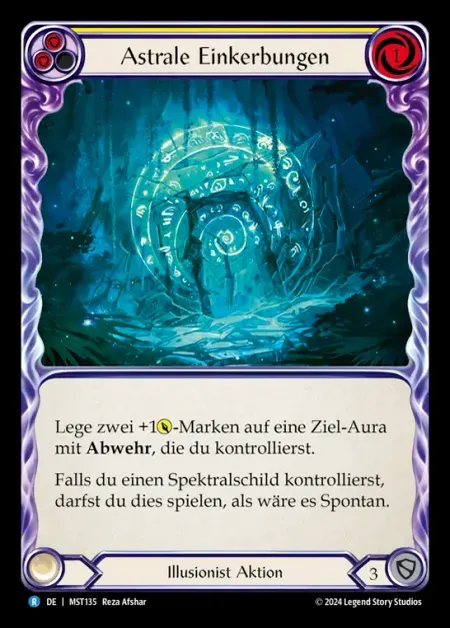 Astrale Einkerbungen
1
Lege zwei +1-Marken auf eine Ziel-Aura
mit Abwehr, die du kontrollierst.
Falls du einen Spektralschild kontrollierst,
darfst du dies spielen, als wäre es Spontan.
Illusionist Aktion
3
R DE | MST135 Reza Afshar
© 2024 Legend Story Studios